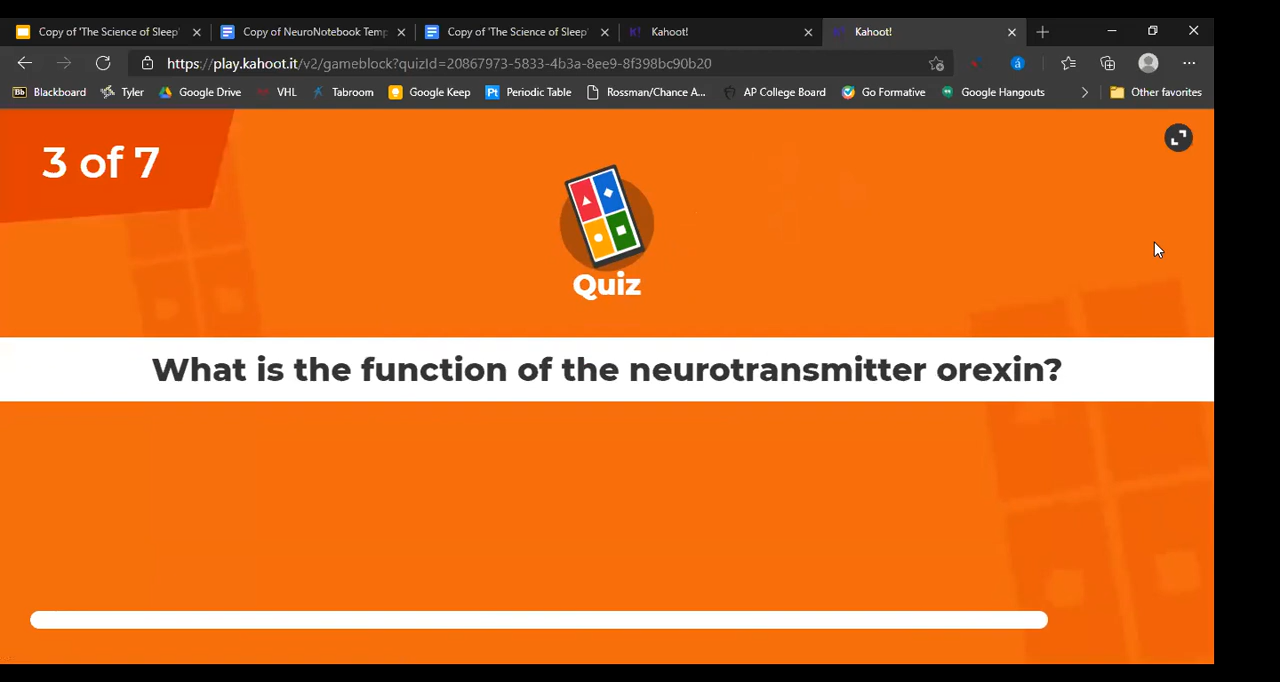 Copy of 'The Science of Sleep'
Copy of NeuroNotebook Temp
Copy of 'The Science of Sleep'
Kahoot!
Kahoot!
https://play.kahoot.it/v2/gameblock?quizId=20867973-5833-4b3a-8ee9-8f398bc90b20
Bb Blackboard
Tyler
Google Drive
VHL
Tabroom
Google Keep
Pt Periodic Table
Rossman/Chance A...
AP College Board
Go Formative
Google Hangouts
Other favorites
3 of 7
Quiz
What is the function of the neurotransmitter orexin?